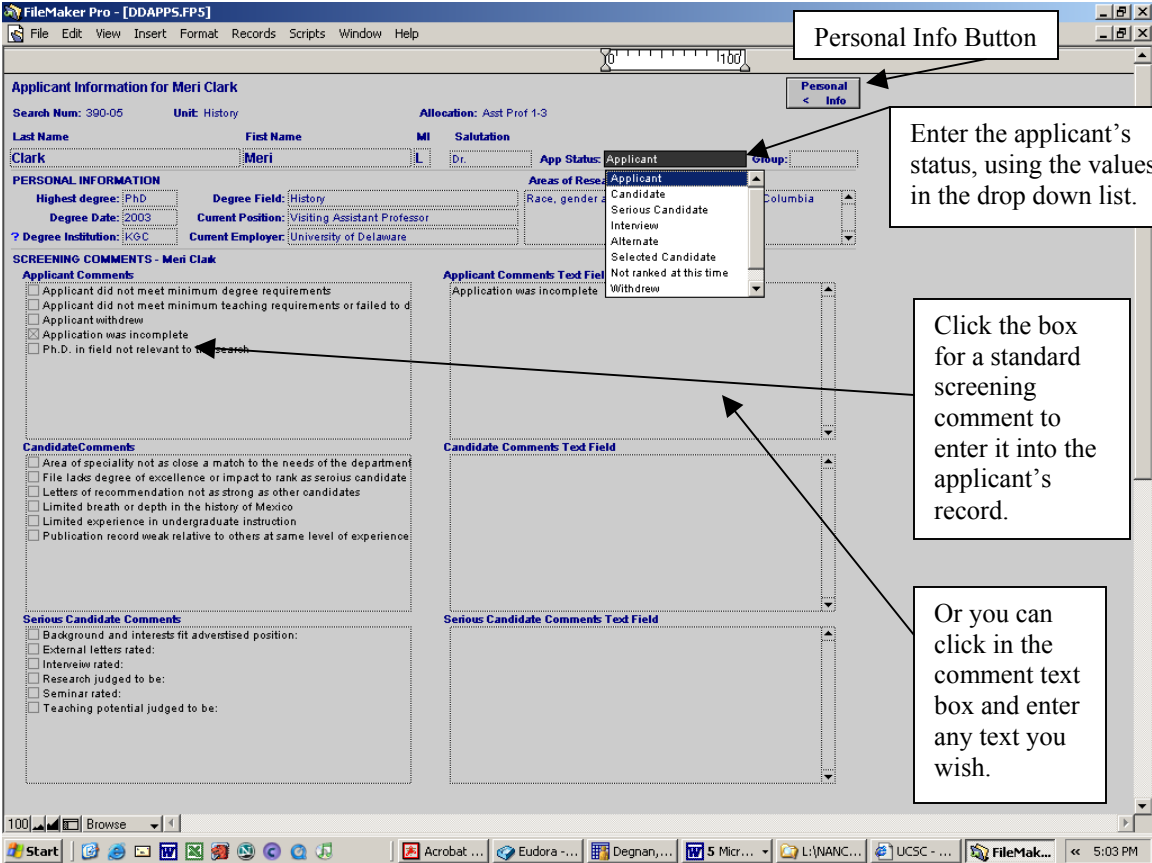 FileMaker Pro - [DDAPPS.FP5]
File Edit View Insert Format Records Scripts Window Help
Personal Info Button
0 100
Applicant Information for Meri Clark
Personal
< Info
Search Num: 390-05 Unit: History Allocation: Asst Prof 1-3
Last Name First Name MI Salutation
Clark Meri L Dr. App Status: Applicant Group:
Enter the applicant's
status, using the values
in the drop down list.
PERSONAL INFORMATION
Highest degree: PhD Degree Field: History
Degree Date: 2003 Current Position: Visiting Assistant Professor
? Degree Institution: KGC Current Employer: University of Delaware
Areas of Resea
Race, gender a Columbia
Applicant
Candidate
Serious Candidate
Interview
Alternate
Selected Candidate
Not ranked at this time
Withdrew
SCREENING COMMENTS - Meri Clark
Applicant Comments
Applicant did not meet minimum degree requirements
Applicant did not meet minimum teaching requirements or failed to d
Applicant withdrew
Application was incomplete
Ph.D. in field not relevant to search
Applicant Comments Text Fiel
Application was incomplete
Click the box
for a standard
screening
comment to
enter it into the
applicant's
record.
CandidateComments
Area of speciality not as close a match to the needs of the department
File lacks degree of excellence or impact to rank as seroius candidate
Letters of recommendation not as strong as other candidates
Limited breath or depth in the history of Mexico
Limited experience in undergraduate instruction
Publication record weak relative to others at same level of experience
Candidate Comments Text Field
Or you can
click in the
comment text
box and enter
any text you
wish.
Serious Candidate Comments
Background and interests fit adverstised position:
External letters rated:
Interveiw rated:
Research judged to be:
Seminar rated:
Teaching potential judged to be:
Serious Candidate Comments Text Field
100 Browse
Start Acrobat ... Eudora -... Degnan,... 5 Micr... L:\NANC... UCSC - ... FileMak... « 5:03 PM